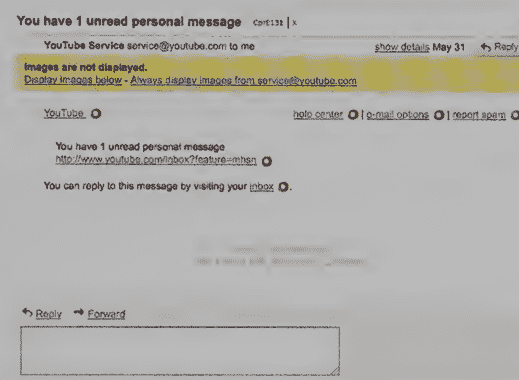 You have 1 unread personal message | x
YouTube Service service@youtube.com to me show details May 31 Reply
Images are not displayed.
Display images below - Always display images from service@youtube.com
YouTube help center | e-mail options | report spam
You have 1 unread personal message
http://www.youtube.com/inbox?feature=mhsn
You can reply to this message by visiting your inbox.
Reply Forward